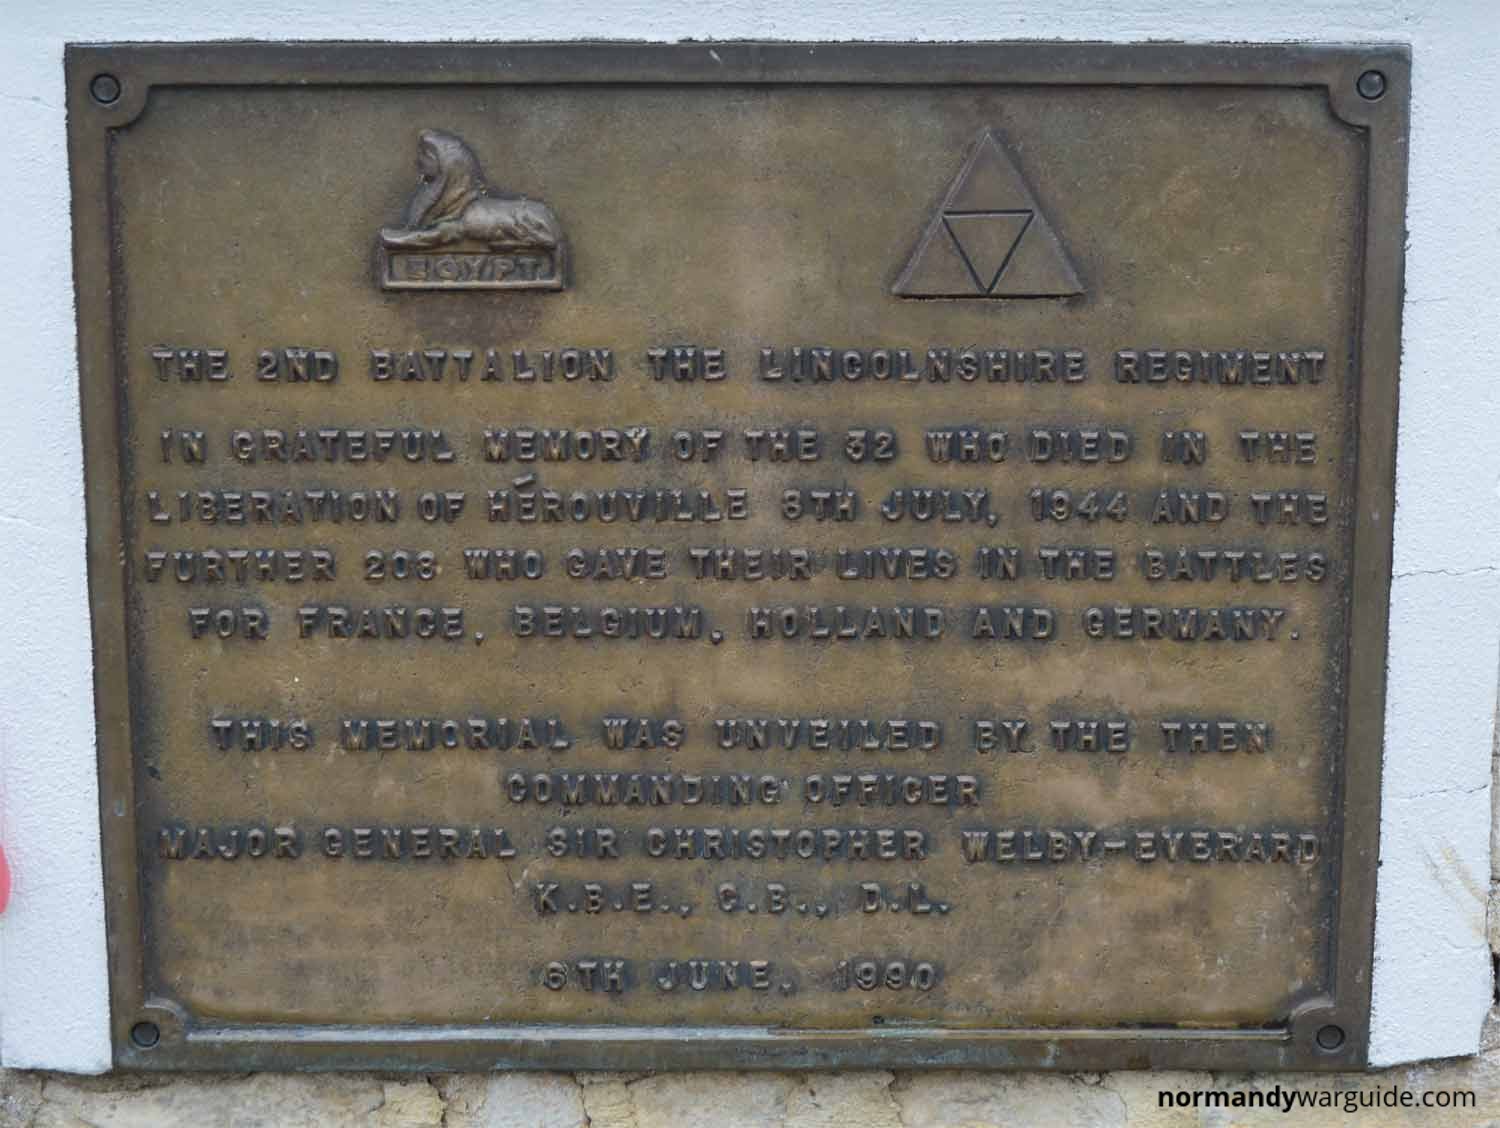 EGYPT
THE 2ND BATTALION THE LINCOLNSHIRE REGIMENT
IN GRATEFUL MEMORY OF THE 32 WHO DIED IN THE
LIBERATION OF HÉROUVILLE 8TH JULY, 1944 AND THE
FURTHER 208 WHO GAVE THEIR LIVES IN THE BATTLES
FOR FRANCE, BELGIUM, HOLLAND AND GERMANY.
THIS MEMORIAL WAS UNVEILED BY THE THEN
COMMANDING OFFICER
MAJOR GENERAL SIR CHRISTOPHER WELBY-EVERARD
K.B.E., C.B., D.L.
6TH JUNE, 1990
normandywarguide.com